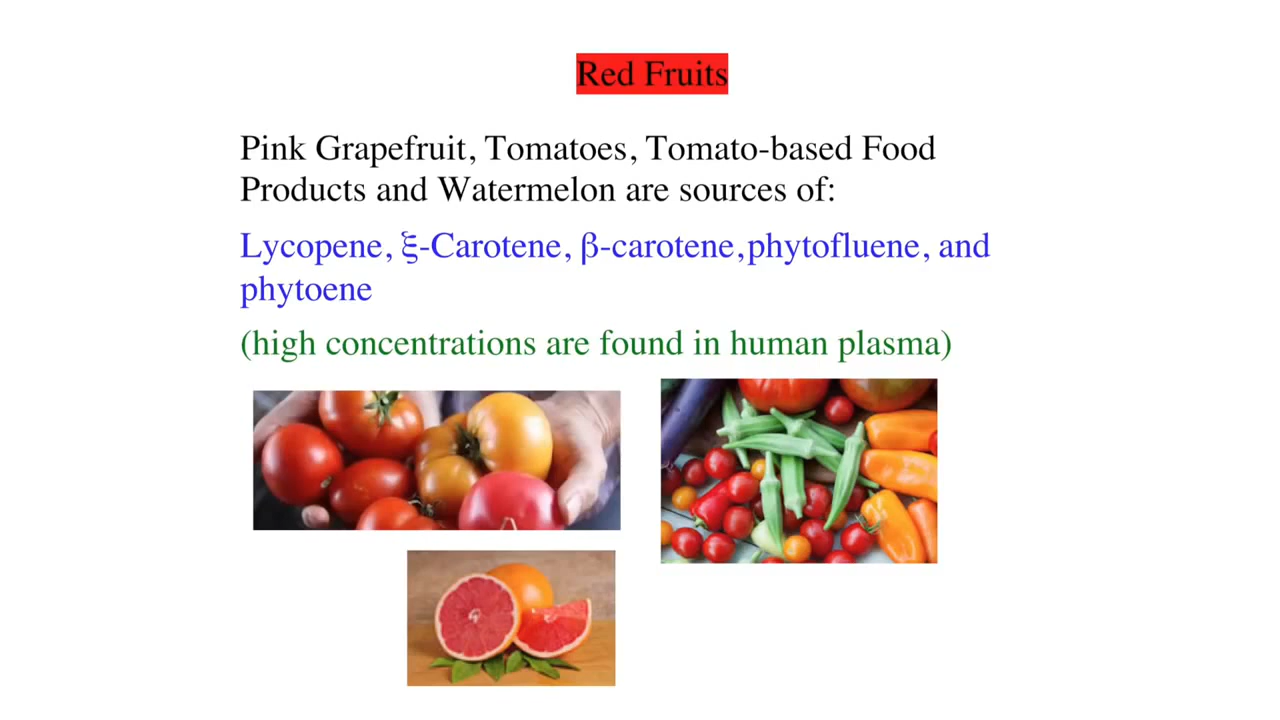 Red Fruits
Pink Grapefruit, Tomatoes, Tomato-based Food
Products and Watermelon are sources of:
Lycopene, ξ-Carotene, β-carotene,phytofluene, and
phytoene
(high concentrations are found in human plasma)